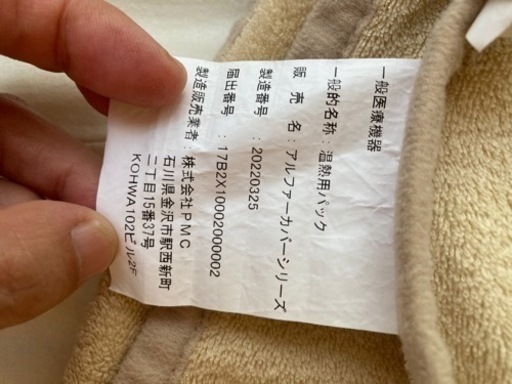 一般医療機器
一般的名称：温熱用パック
販　売　名：アルファーカバーシリーズ
製造番号　：20220325
届出番号　：17B2X10002000002
製造販売業者：株式会社ＰＭＣ
石川県金沢市駅西新町
二丁目15番37号
KOHWA102ビル2F